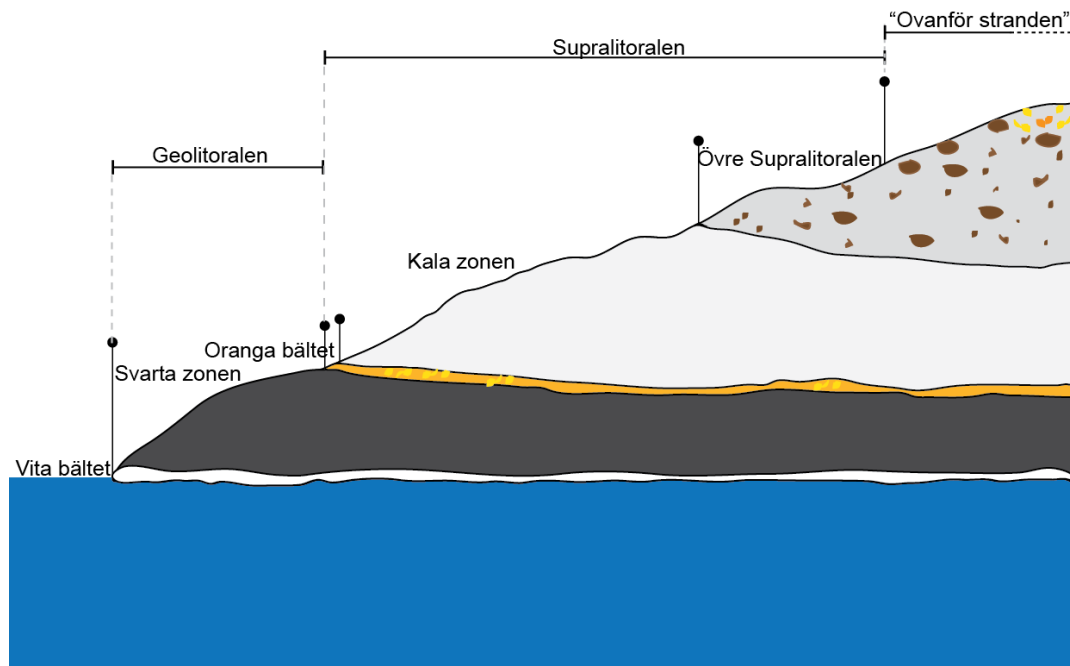 “Ovanför stranden”
Supralitoralen
Geolitoralen
Övre Supralitoralen
Kala zonen
Oranga bältet
Svarta zonen
Vita bältet